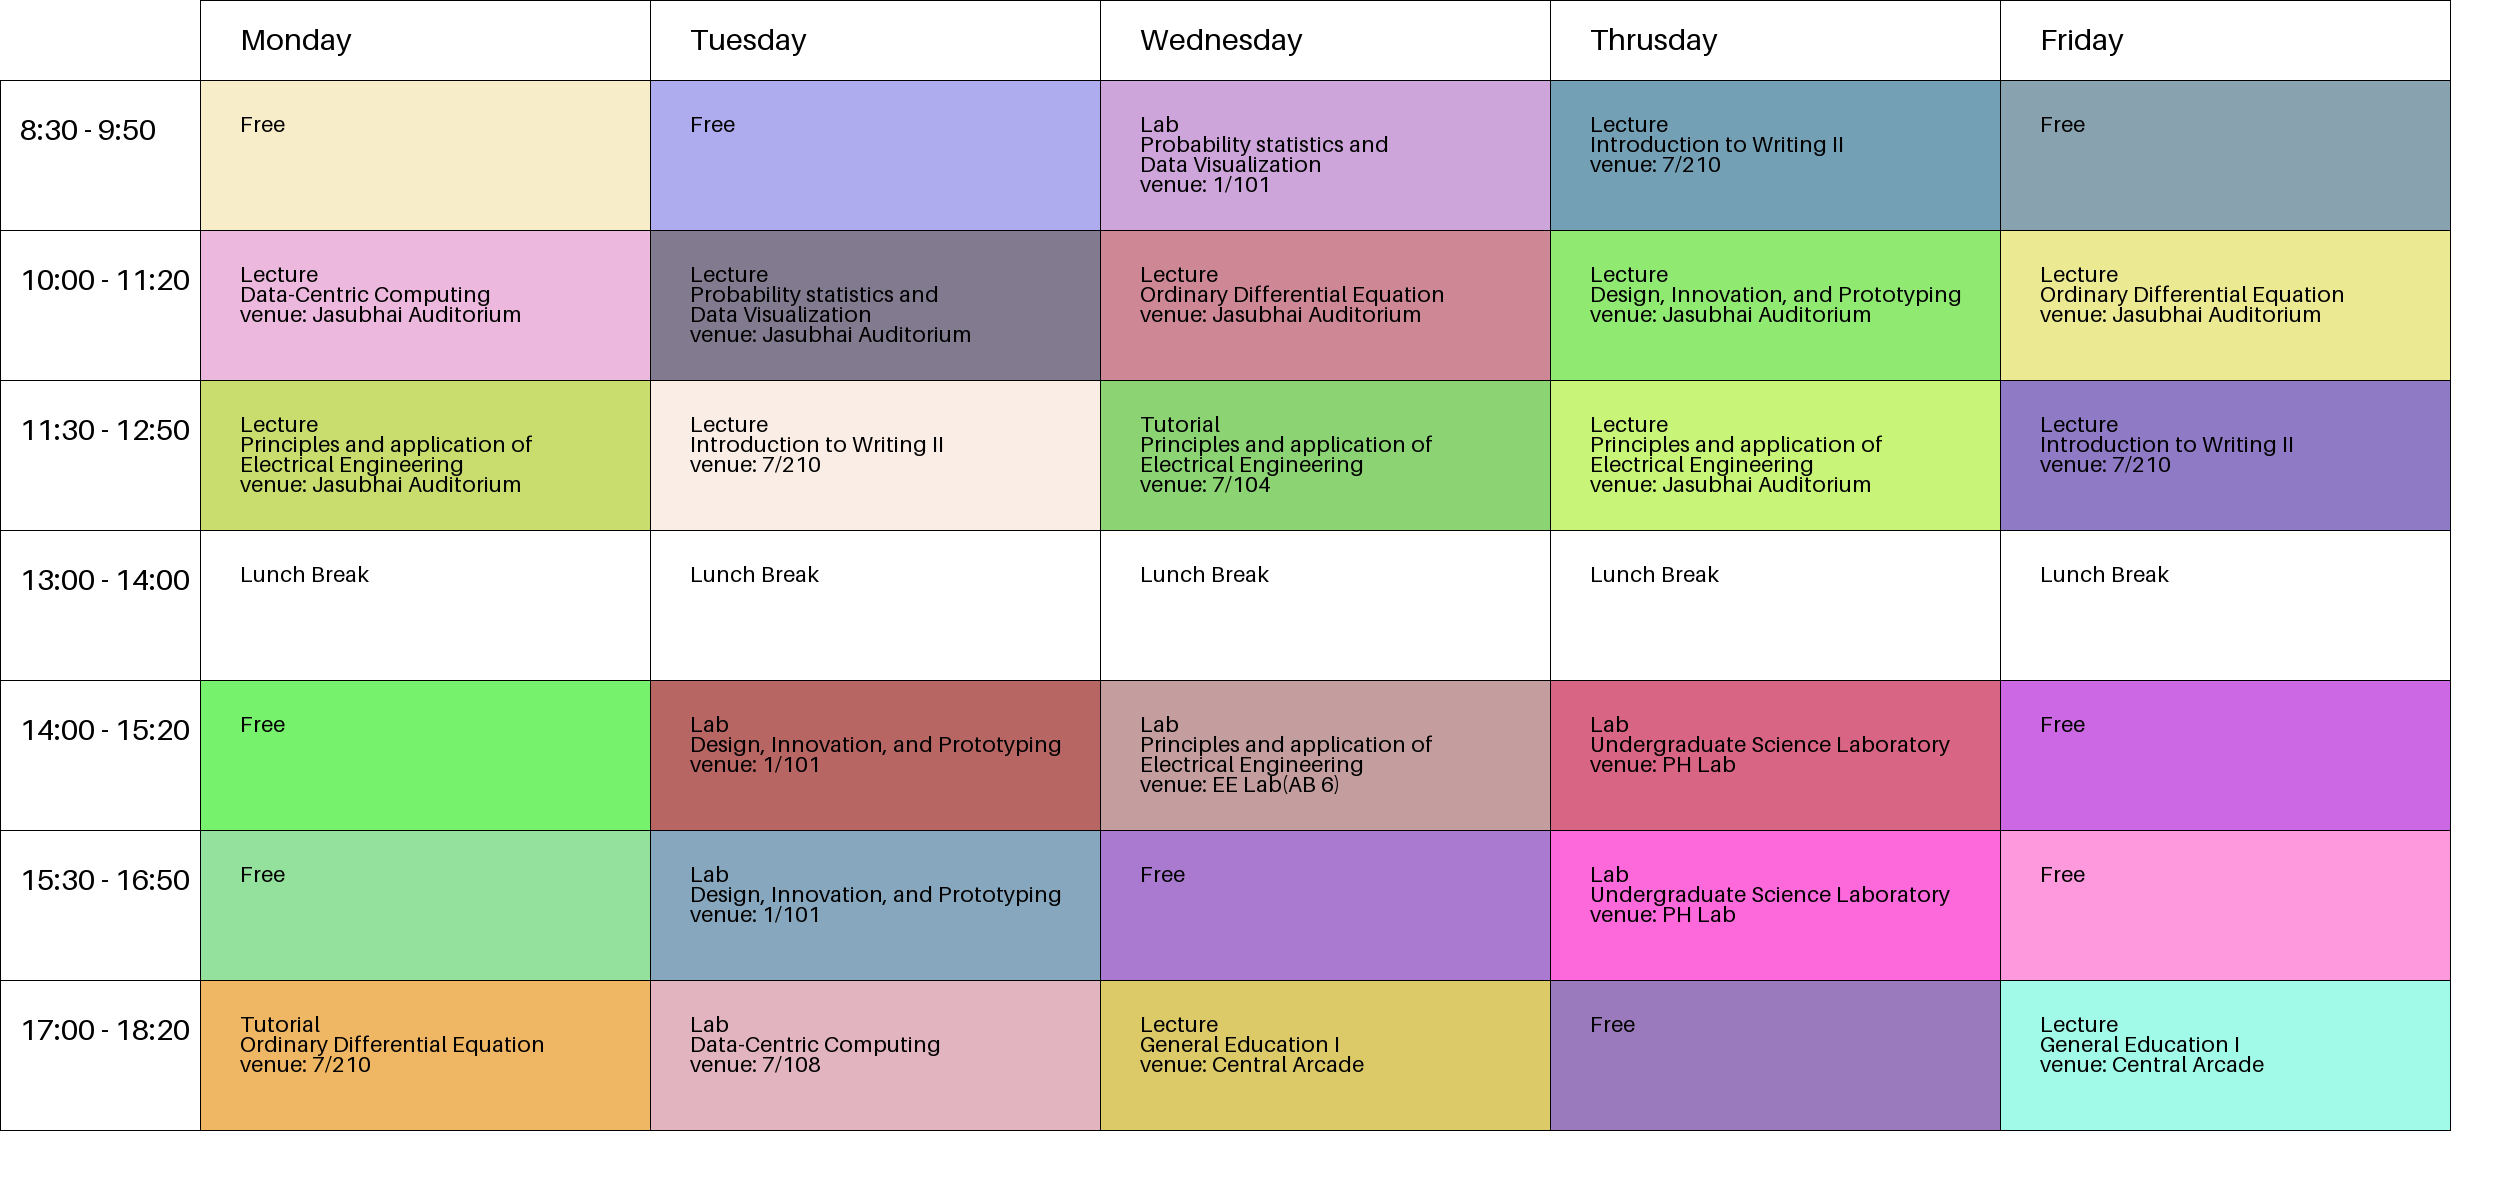 Monday
Tuesday
Wednesday
Thrusday
Friday
8:30 - 9:50
Free
Free
Lab
Probability statistics and
Data Visualization
venue: 1/101
Lecture
Introduction to Writing II
venue: 7/210
Free
10:00 - 11:20
Lecture
Data-Centric Computing
venue: Jasubhai Auditorium
Lecture
Probability statistics and
Data Visualization
venue: Jasubhai Auditorium
Lecture
Ordinary Differential Equation
venue: Jasubhai Auditorium
Lecture
Design, Innovation, and Prototyping
venue: Jasubhai Auditorium
Lecture
Ordinary Differential Equation
venue: Jasubhai Auditorium
11:30 - 12:50
Lecture
Principles and application of
Electrical Engineering
venue: Jasubhai Auditorium
Lecture
Introduction to Writing II
venue: 7/210
Tutorial
Principles and application of
Electrical Engineering
venue: 7/104
Lecture
Principles and application of
Electrical Engineering
venue: Jasubhai Auditorium
Lecture
Introduction to Writing II
venue: 7/210
13:00 - 14:00
Lunch Break
Lunch Break
Lunch Break
Lunch Break
Lunch Break
14:00 - 15:20
Free
Lab
Design, Innovation, and Prototyping
venue: 1/101
Lab
Principles and application of
Electrical Engineering
venue: EE Lab(AB 6)
Lab
Undergraduate Science Laboratory
venue: PH Lab
Free
15:30 - 16:50
Free
Lab
Design, Innovation, and Prototyping
venue: 1/101
Free
Lab
Undergraduate Science Laboratory
venue: PH Lab
Free
17:00 - 18:20
Tutorial
Ordinary Differential Equation
venue: 7/210
Lab
Data-Centric Computing
venue: 7/108
Lecture
General Education I
venue: Central Arcade
Free
Lecture
General Education I
venue: Central Arcade